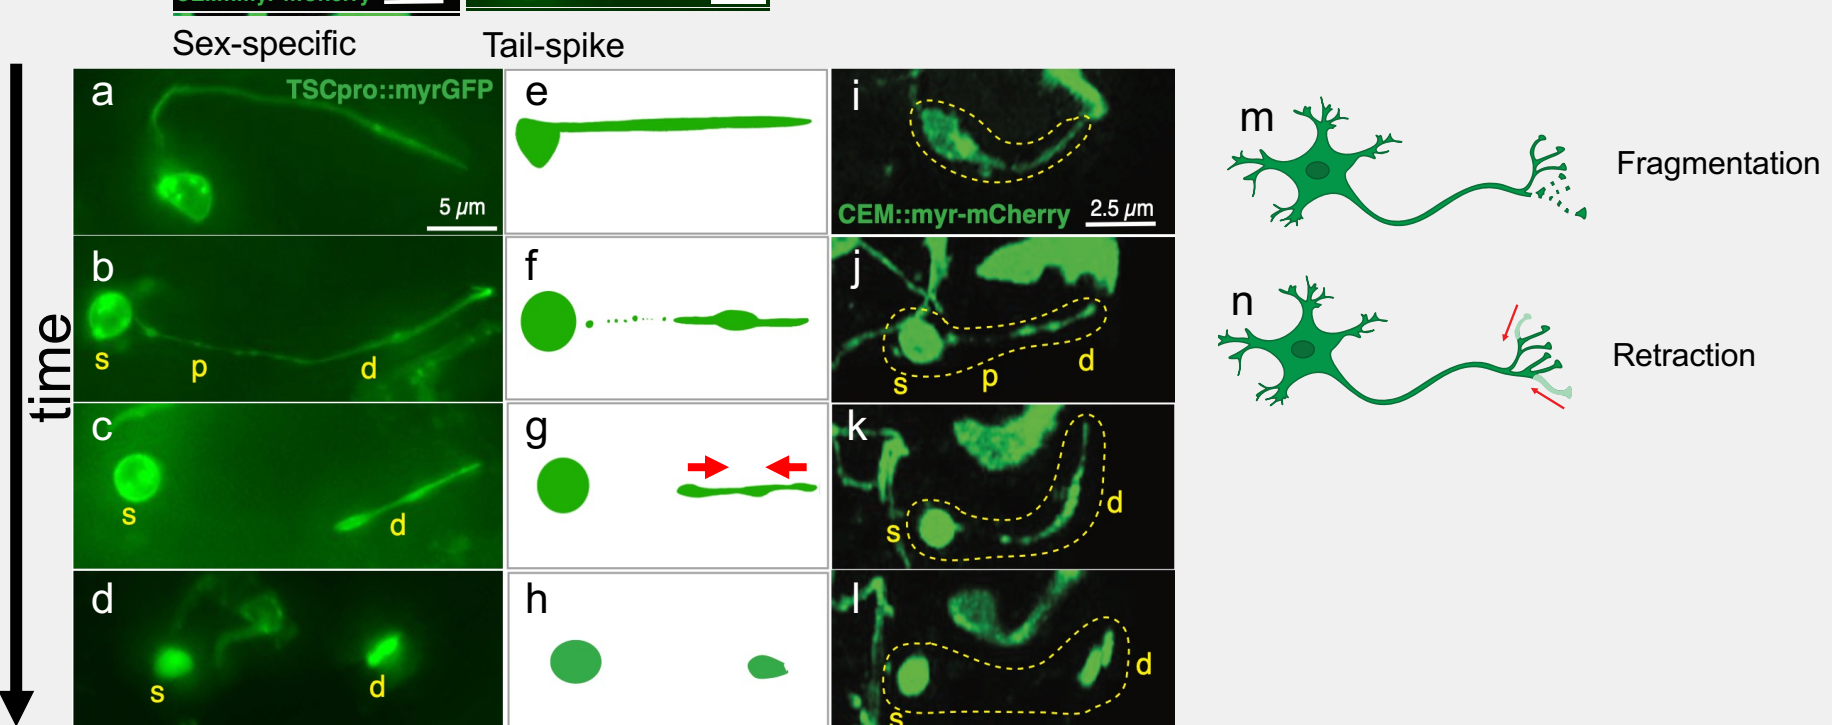 Sex-specific
Tail-spike
time
a
TSCpro::myrGFP
5 µm
e
i
CEM::myr-mCherry
2.5 µm
m
Fragmentation
b
s
p
d
f
j
s
p
d
n
Retraction
c
s
d
g
k
s
d
d
s
d
h
l
s
d